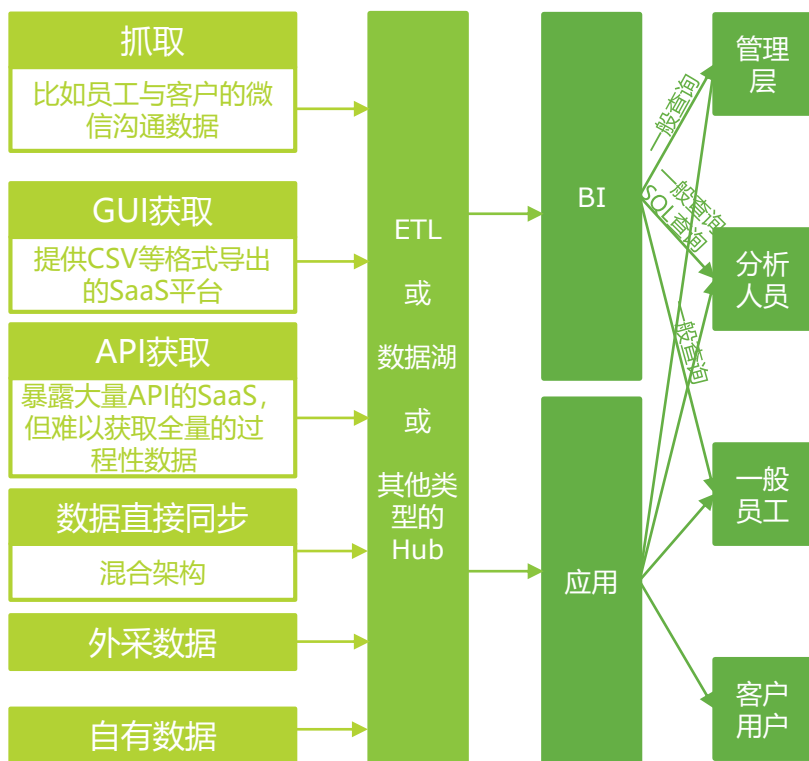 抓取
比如员工与客户的微
信沟通数据
GUI获取
提供CSV等格式导出
的SaaS平台
API获取
暴露大量API的SaaS，
但难以获取全量的过
程性数据
数据直接同步
混合架构
外采数据
自有数据
ETL
或
数据湖
或
其他类
型的
Hub
BI
应用
一般查询
一般查询
SQL查询
一般查询
管理
层
分析
人员
一般
员工
客户
用户